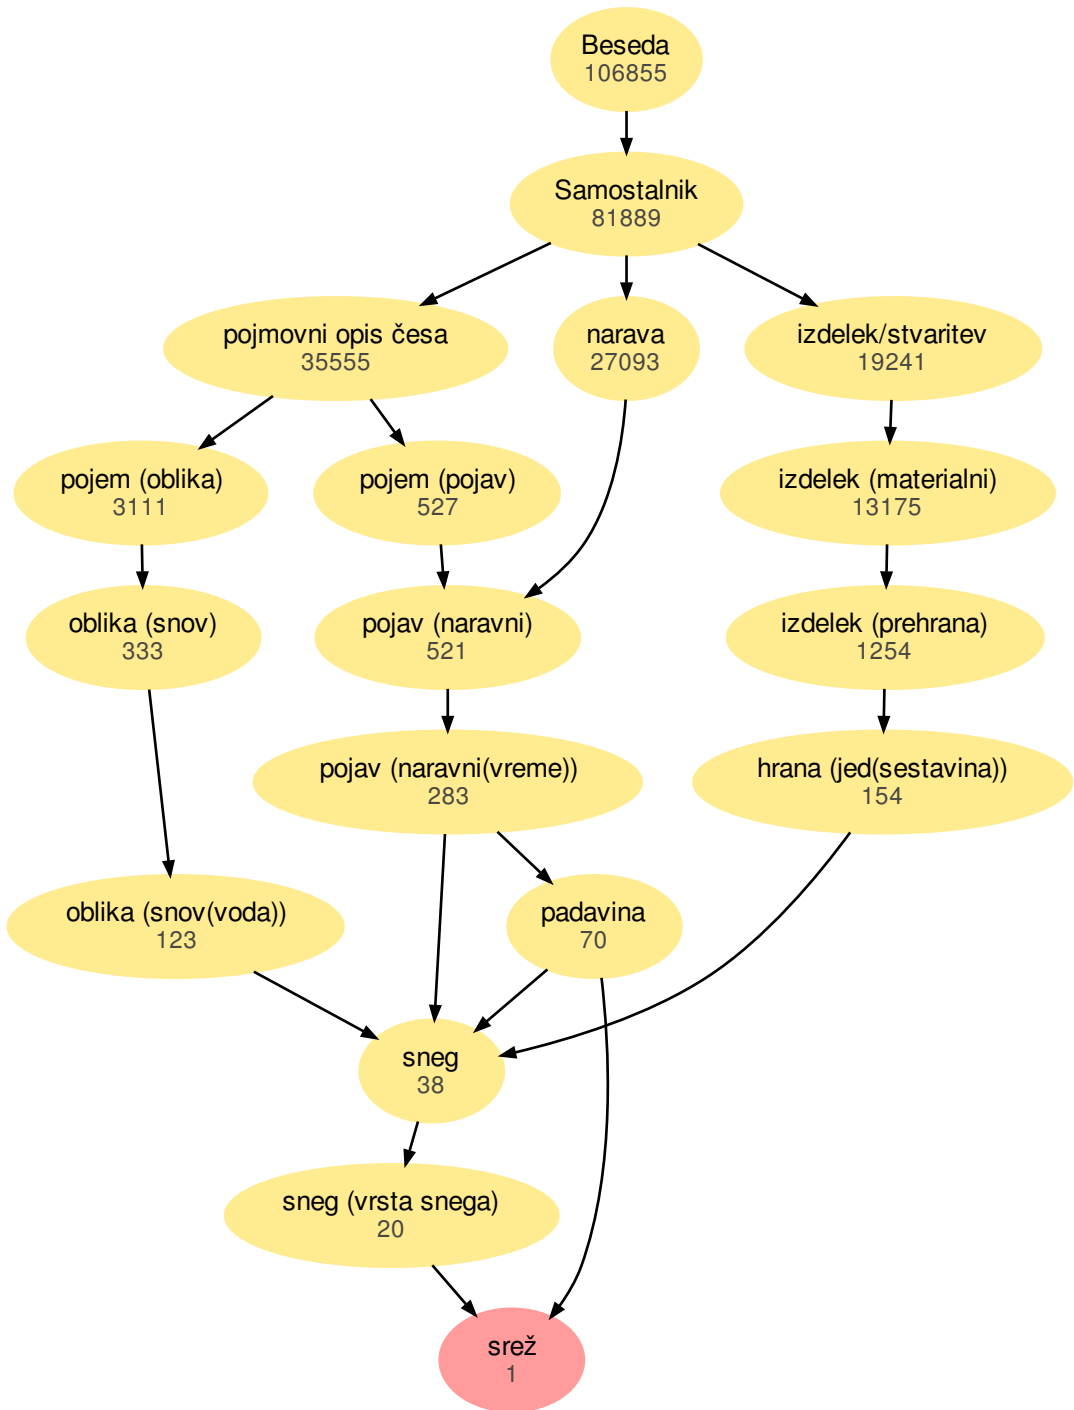 Beseda
106855
Samostalnik
81889
pojmovni opis česa
35555
narava
27093
izdelek/stvaritev
19241
pojem (oblika)
3111
pojem (pojav)
527
izdelek (materialni)
13175
oblika (snov)
333
pojav (naravni)
521
izdelek (prehrana)
1254
pojav (naravni(vreme))
283
hrana (jed(sestavina))
154
oblika (snov(voda))
123
padavina
70
sneg
38
sneg (vrsta snega)
20
srež
1